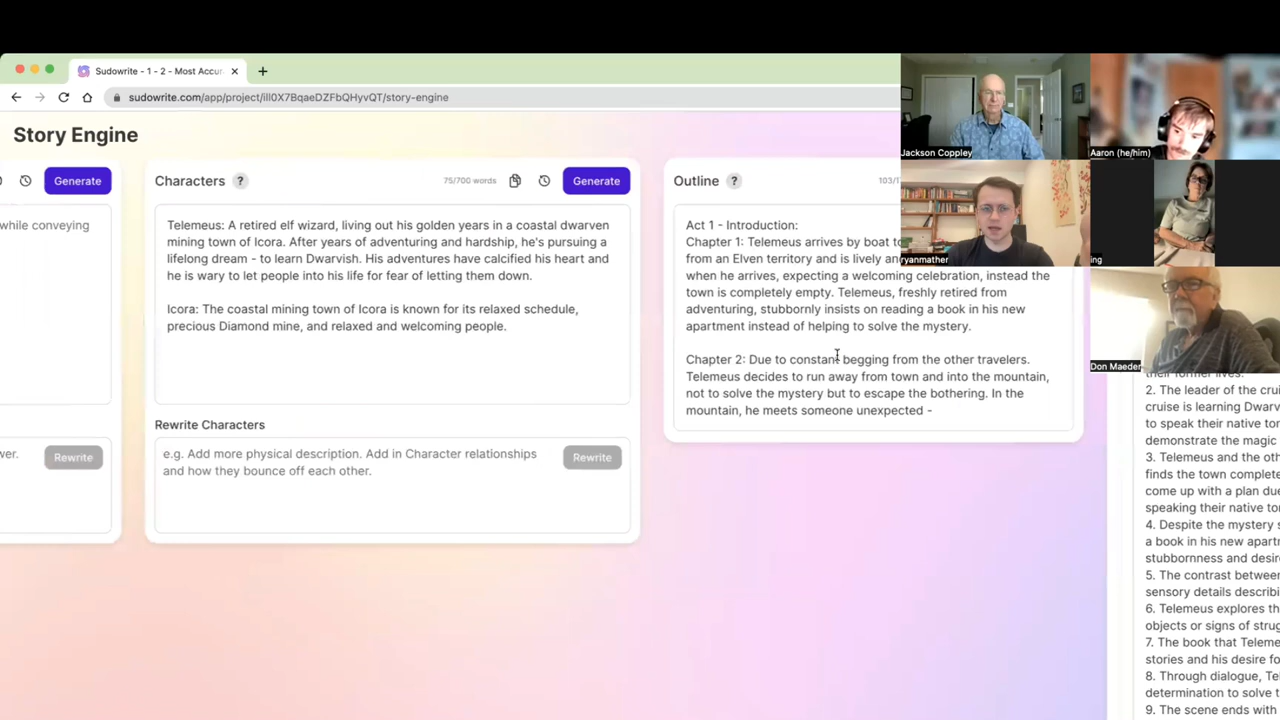 Sudowrite - 1 - 2 - Most Accur
sudowrite.com/app/project/ill0X7BqaeDZFbQHyvQT/story-engine
Story Engine
Generate
while conveying
wer.
Rewrite
Characters ?
75/700 words
Generate
Telemeus: A retired elf wizard, living out his golden years in a coastal dwarven
mining town of Icora. After years of adventuring and hardship, he's pursuing a
lifelong dream - to learn Dwarvish. His adventures have calcified his heart and
he is wary to let people into his life for fear of letting them down.
Icora: The coastal mining town of Icora is known for its relaxed schedule,
precious Diamond mine, and relaxed and welcoming people.
Rewrite Characters
e.g. Add more physical description. Add in Character relationships
and how they bounce off each other.
Rewrite
Outline ?
103/1
Act 1 - Introduction:
Chapter 1: Telemeus arrives by boat to
from an Elven territory and is lively an
when he arrives, expecting a welcoming celebration, instead the
town is completely empty. Telemeus, freshly retired from
adventuring, stubbornly insists on reading a book in his new
apartment instead of helping to solve the mystery.
Chapter 2: Due to constant begging from the other travelers.
Telemeus decides to run away from town and into the mountain,
not to solve the mystery but to escape the bothering. In the
mountain, he meets someone unexpected -
Jackson Coppley
Aaron (he/him)
ryanmather
ing
Don Maeder
their former lives.
2. The leader of the cru
cruise is learning Dwarv
to speak their native ton
demonstrate the magic
3. Telemeus and the oth
finds the town complete
come up with a plan due
speaking their native to
4. Despite the mystery s
a book in his new apartm
stubbornness and desir
5. The contrast between
sensory details describi
6. Telemeus explores th
objects or signs of strug
7. The book that Teleme
stories and his desire fo
8. Through dialogue, Te
determination to solve t
9. The scene ends with